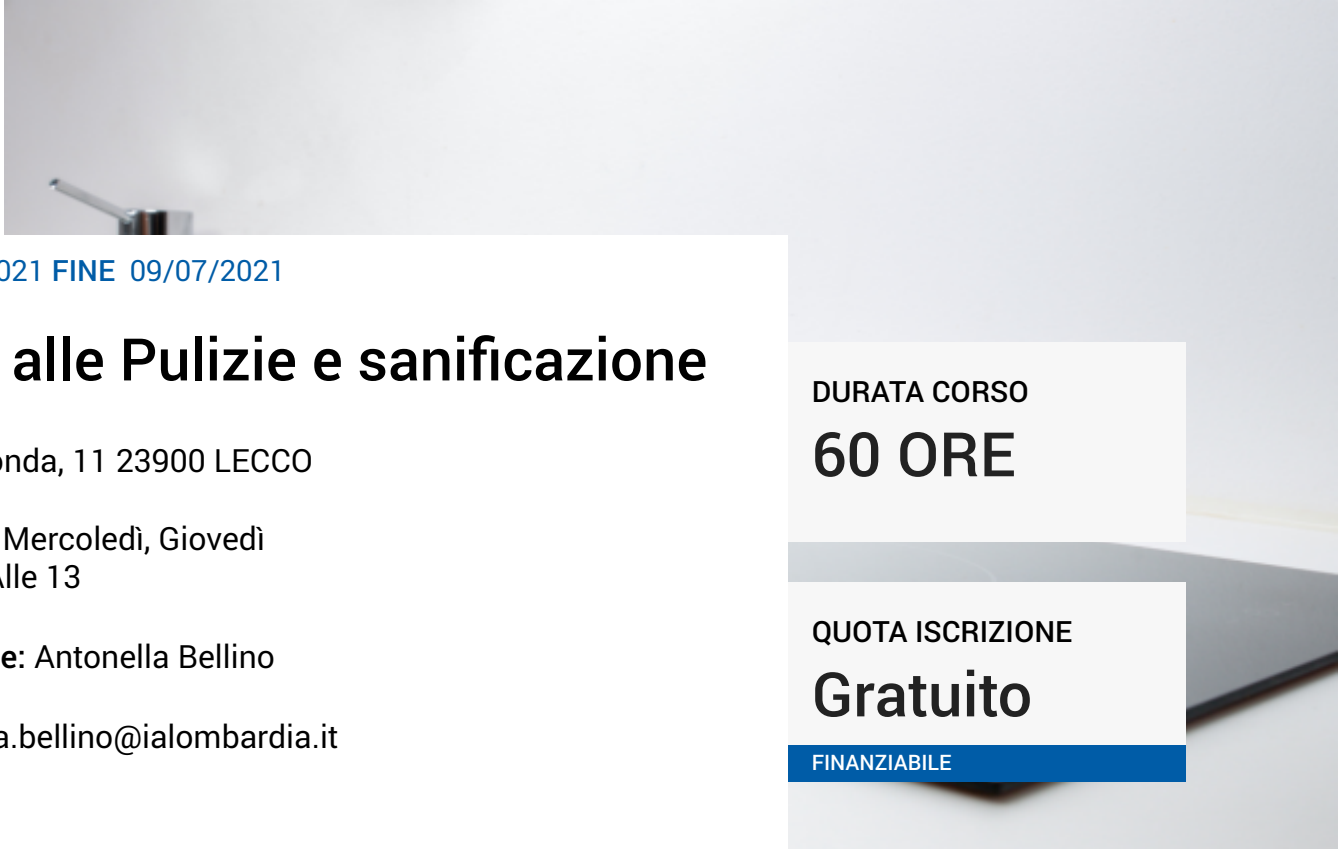 021 FINE 09/07/2021
alle Pulizie e sanificazione
onda, 11 23900 LECCO
Mercoledì, Giovedì
Alle 13
e: Antonella Bellino
a.bellino@ialombardia.it
DURATA CORSO
60 ORE
QUOTA ISCRIZIONE
Gratuito
FINANZIABILE